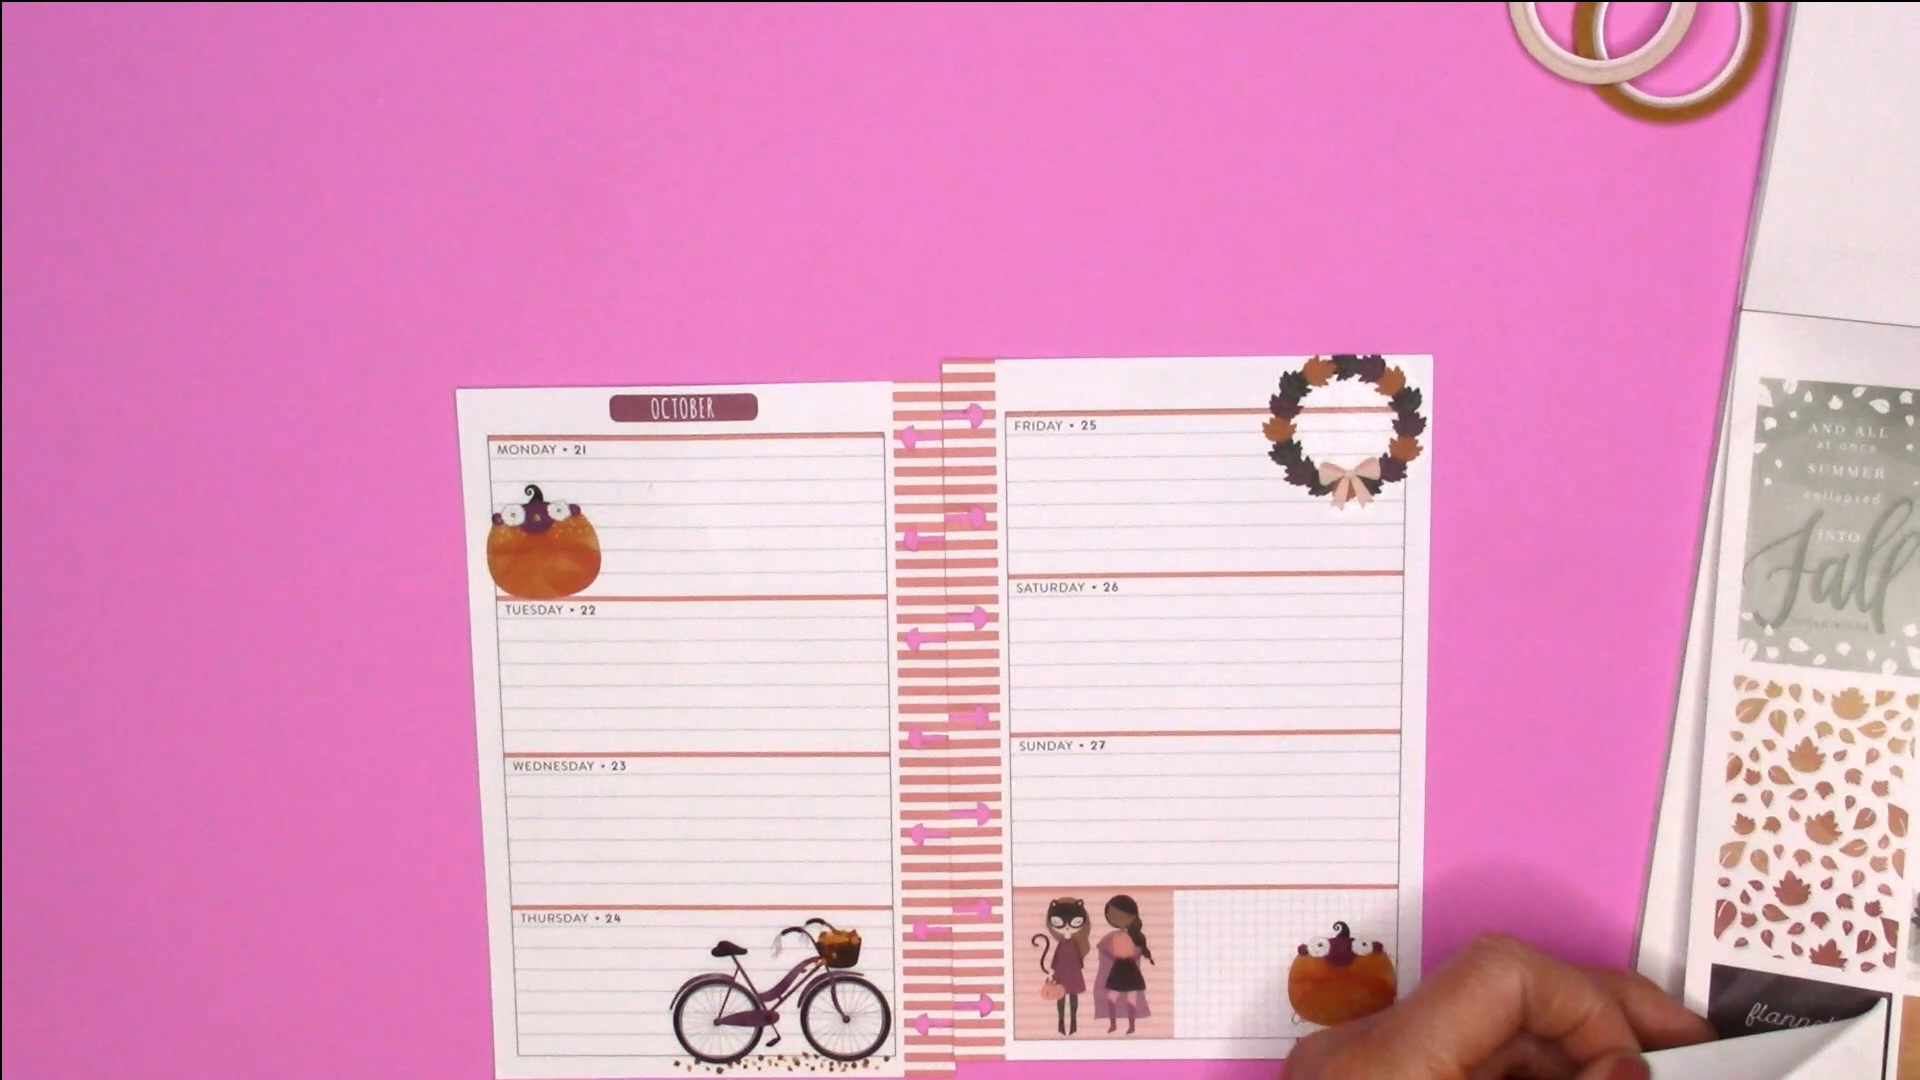 OCTOBER
MONDAY • 21
TUESDAY • 22
WEDNESDAY • 23
THURSDAY • 24
FRIDAY • 25
SATURDAY • 26
SUNDAY • 27
AND ALL
at once
SUMMER
collapsed
INTO
Fall